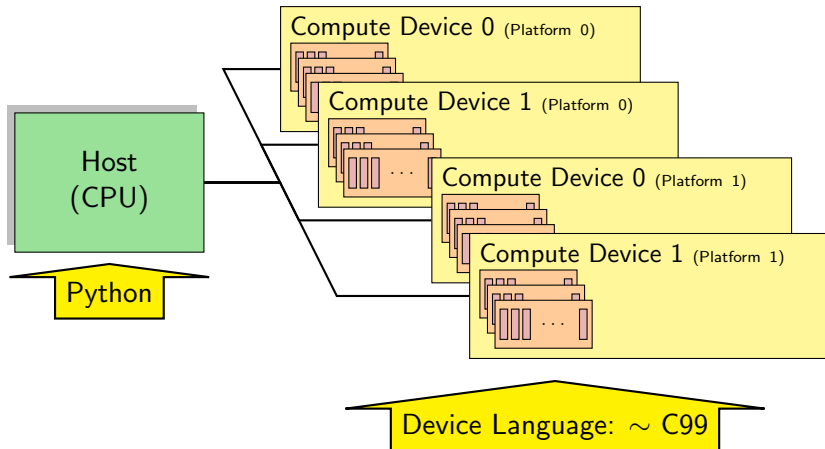 Compute Device 0 (Platform 0)
Compute Device 1 (Platform 0)
Host
(CPU)
· · ·
Compute Device 0 (Platform 1)
Compute Device 1 (Platform 1)
Python
· · ·
Device Language: ∼ C99